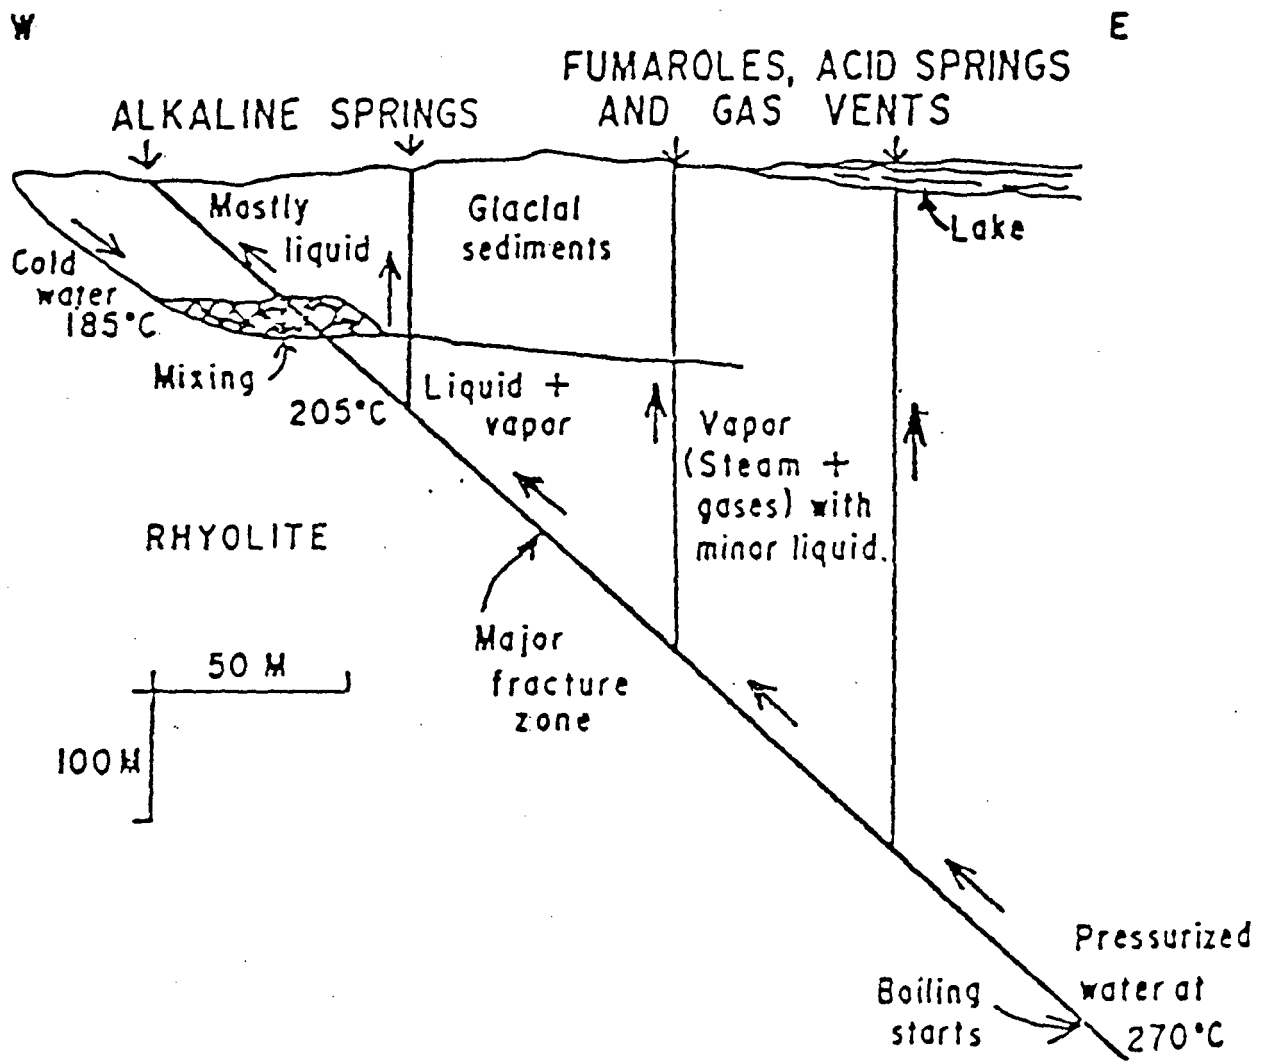 W
E
FUMAROLES, ACID SPRINGS
AND GAS VENTS
ALKALINE SPRINGS
Mostly
liquid
Glacial
sediments
Lake
Cold
water
185°C
Mixing
205°C
Liquid +
vapor
Vapor
(Steam +
gases) with
minor liquid.
RHYOLITE
Major
fracture
zone
50 M
100 M
Pressurized
water at
270°C
Boiling
starts